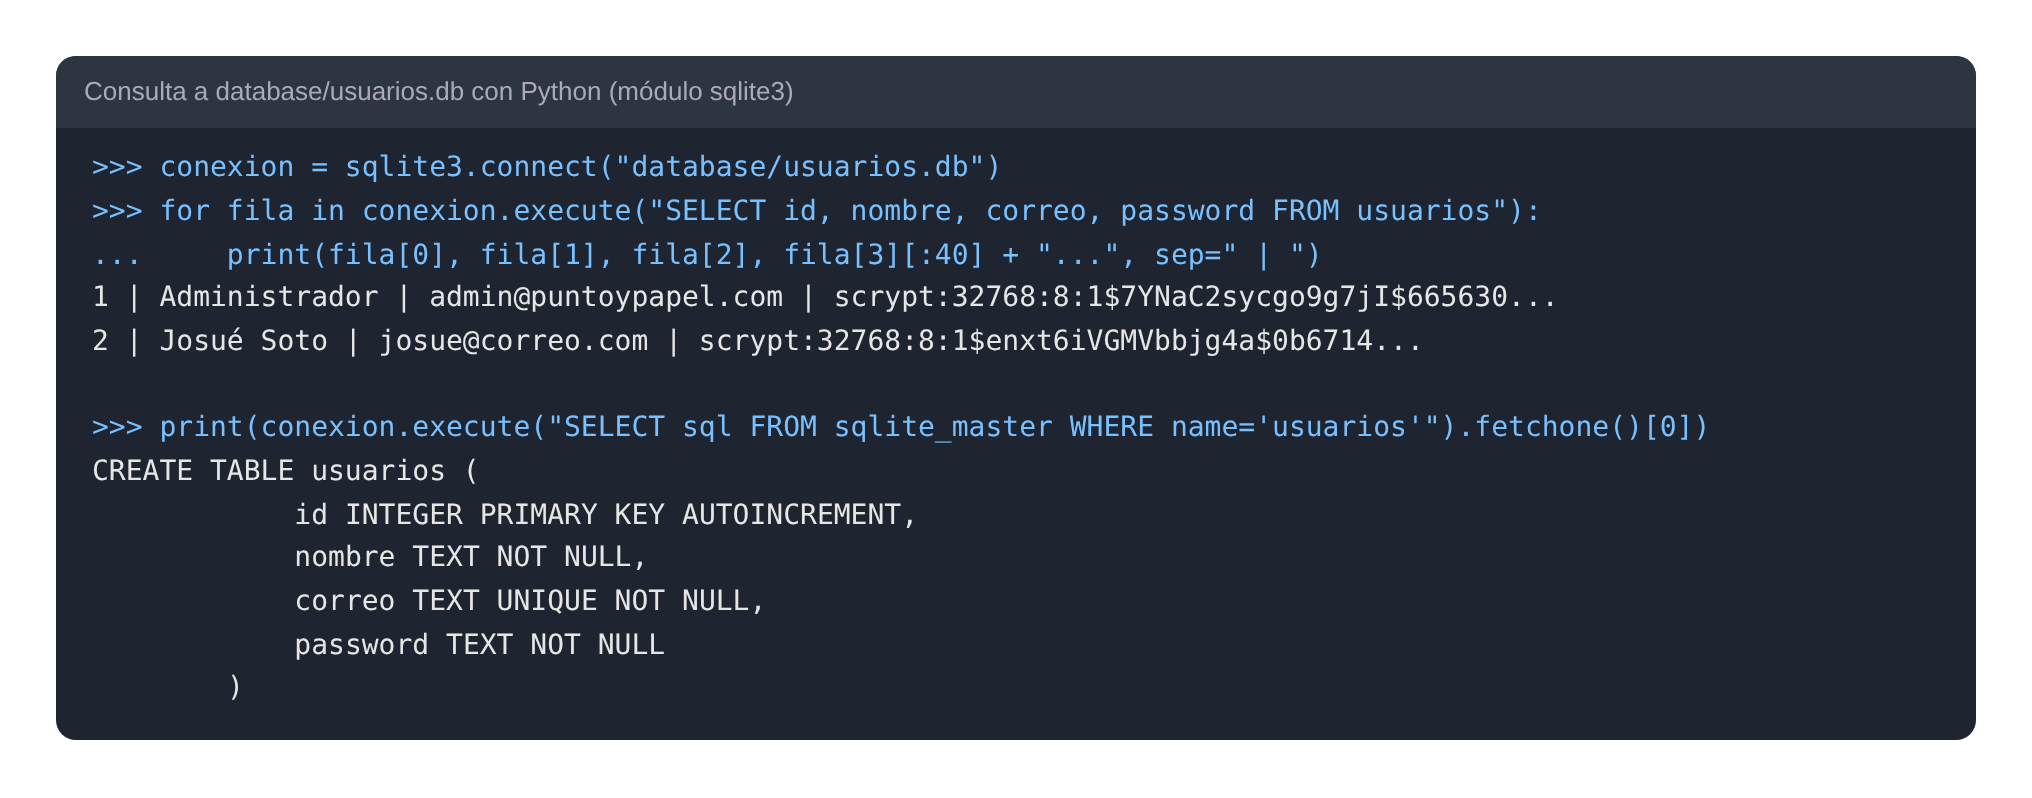 Consulta a database/usuarios.db con Python (módulo sqlite3)
>>> conexion = sqlite3.connect("database/usuarios.db")
>>> for fila in conexion.execute("SELECT id, nombre, correo, password FROM usuarios"):
...     print(fila[0], fila[1], fila[2], fila[3][:40] + "...", sep=" | ")
1 | Administrador | admin@puntoypapel.com | scrypt:32768:8:1$7YNaC2sycgo9g7jI$665630...
2 | Josué Soto | josue@correo.com | scrypt:32768:8:1$enxt6iVGMVbbjg4a$0b6714...
>>> print(conexion.execute("SELECT sql FROM sqlite_master WHERE name='usuarios'").fetchone()[0])
CREATE TABLE usuarios (
            id INTEGER PRIMARY KEY AUTOINCREMENT,
            nombre TEXT NOT NULL,
            correo TEXT UNIQUE NOT NULL,
            password TEXT NOT NULL
        )